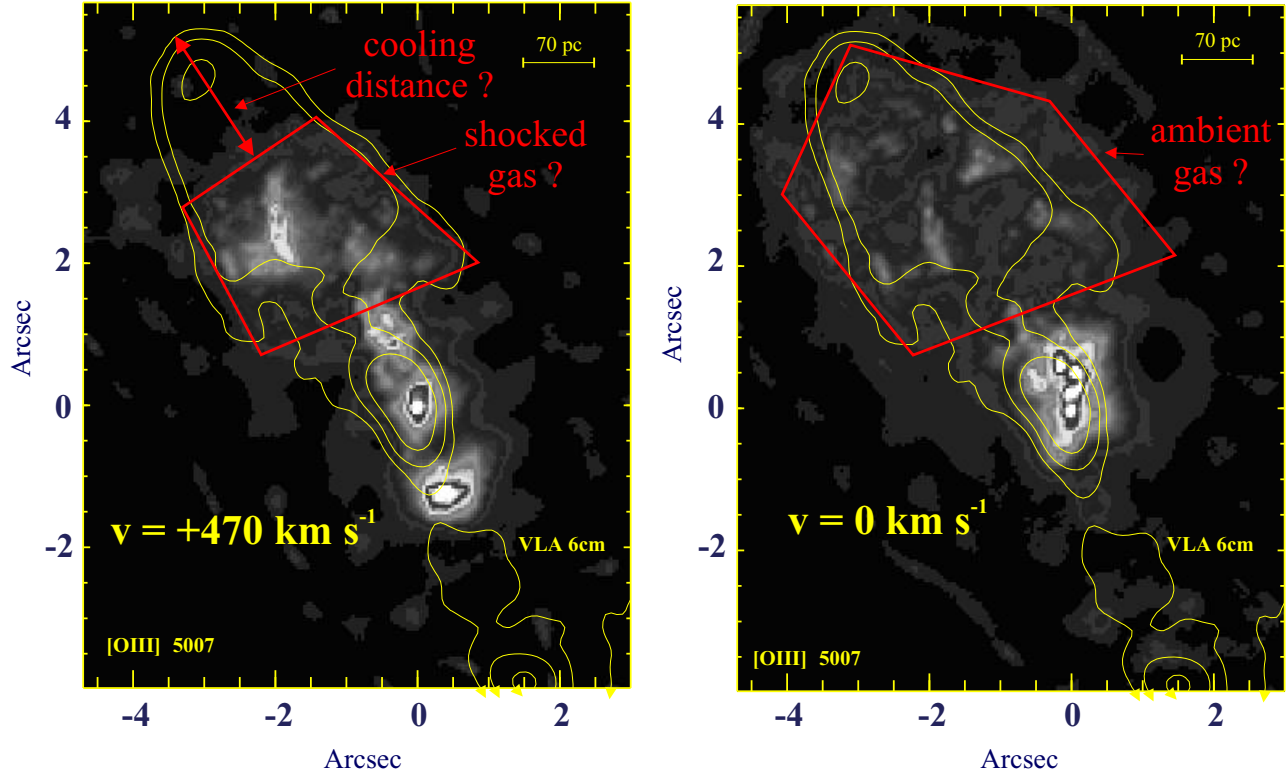 cooling
distance ?
shocked
gas ?
70 pc
4
2
0
-2
Arcsec
v = +470 km s-1
VLA 6cm
[OIII] 5007
-4
-2
0
2
Arcsec
70 pc
ambient
gas ?
4
2
0
-2
Arcsec
v = 0 km s-1
VLA 6cm
[OIII] 5007
-4
-2
0
2
Arcsec